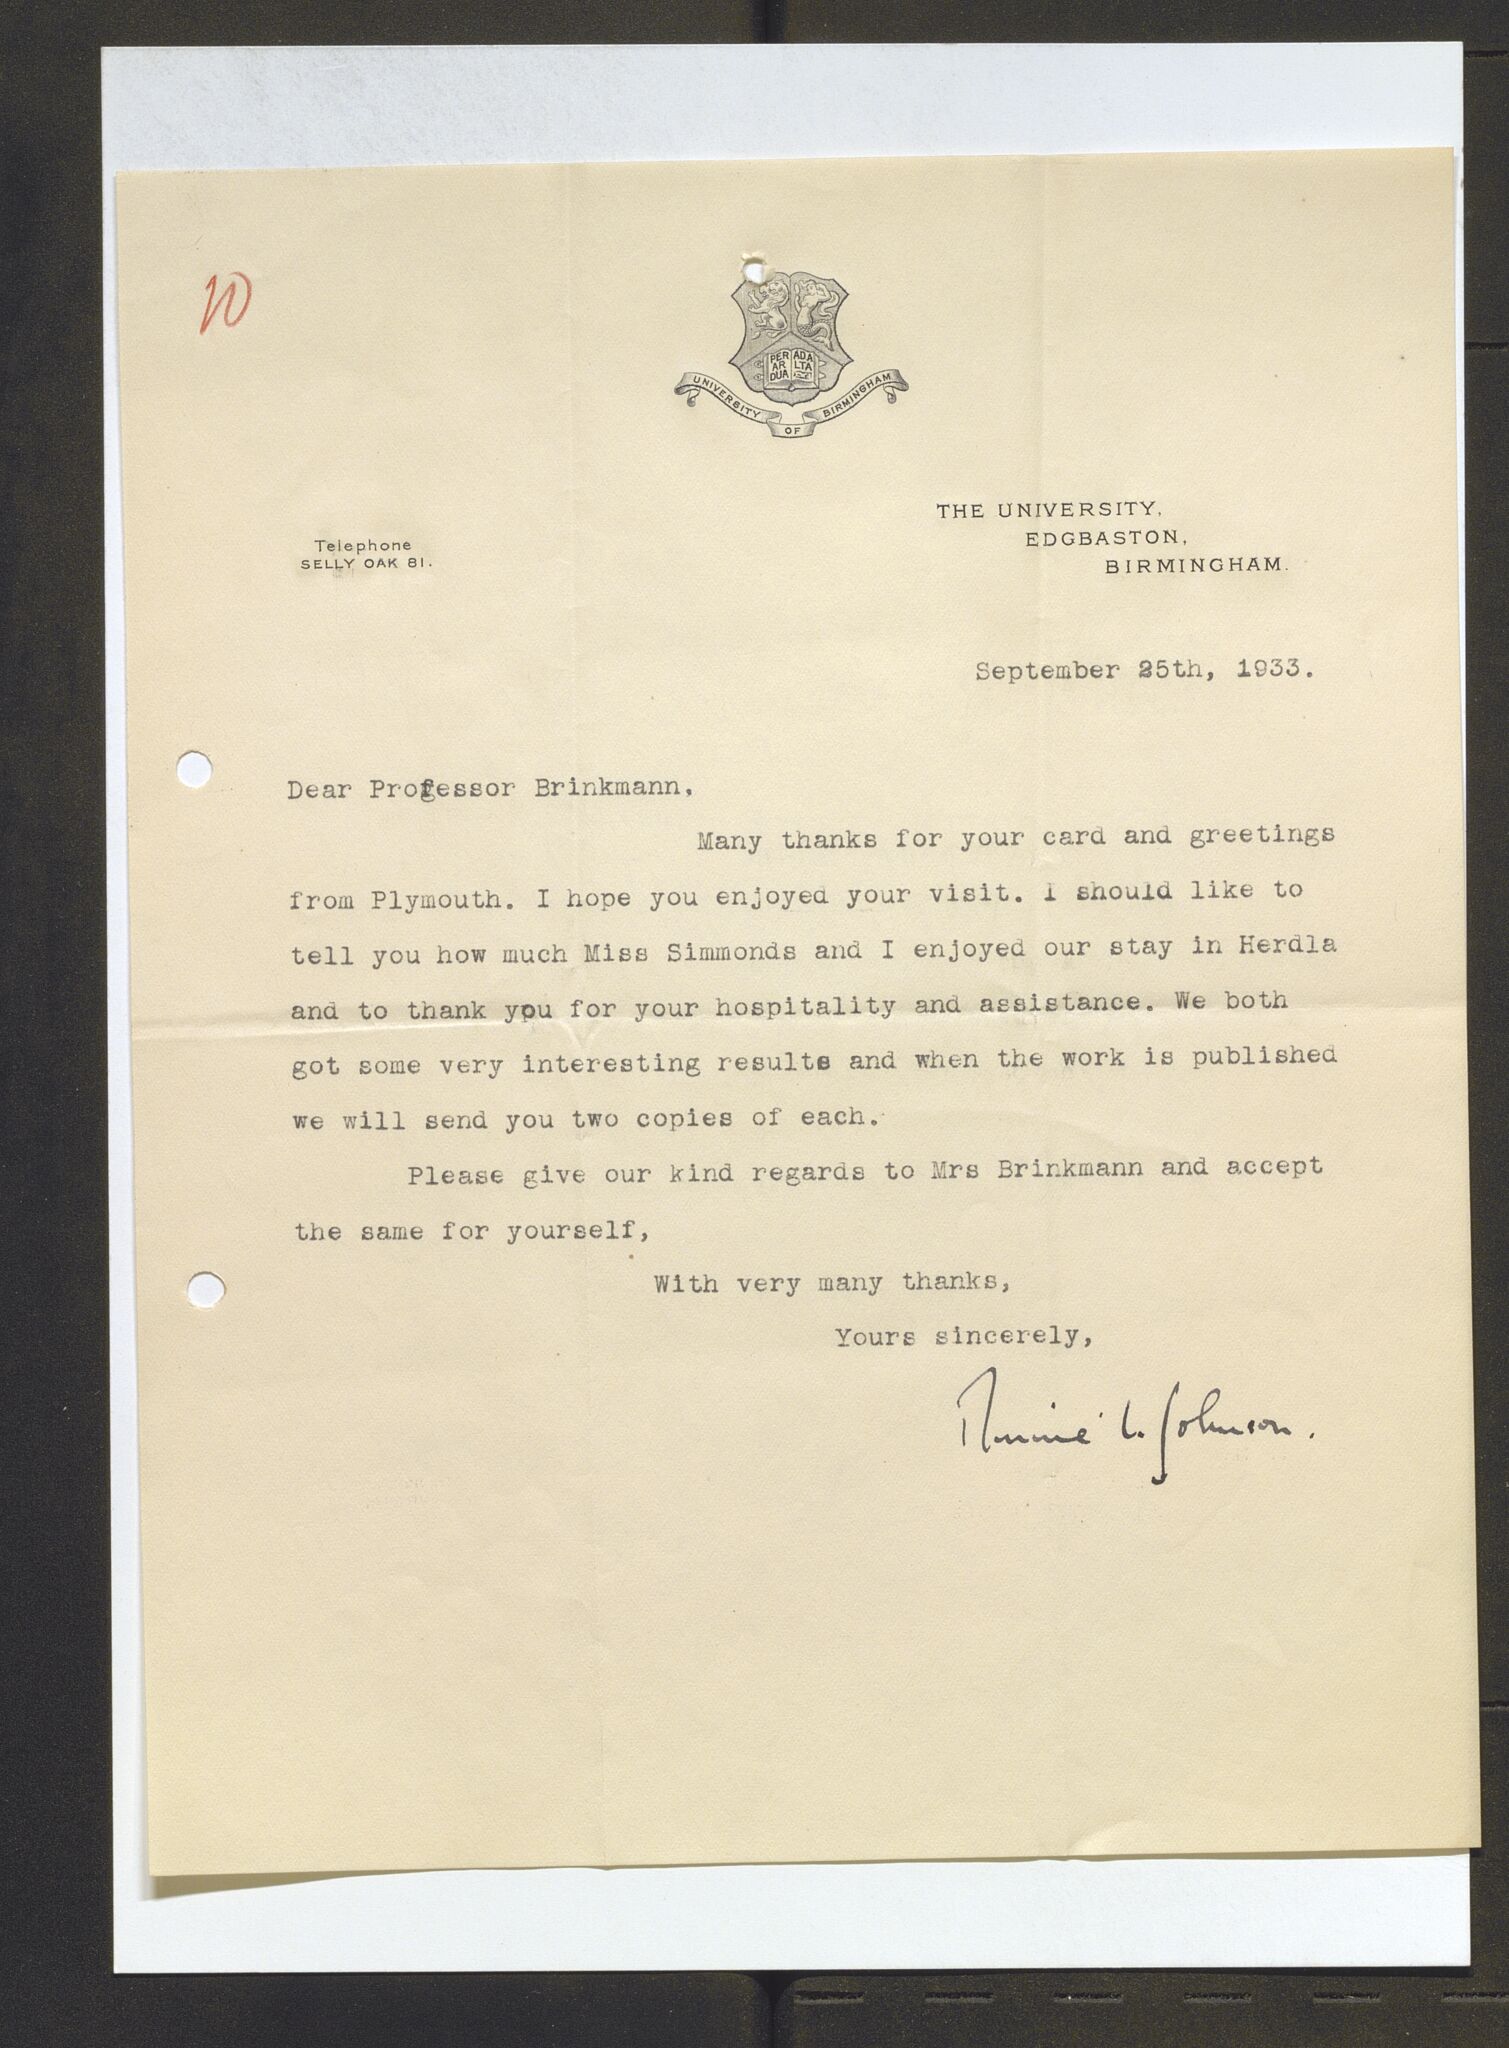 10
PER AR DUA AD A LTA
UNIVERSITY OF BIRMINGHAM
THE UNIVERSITY,
EDGBASTON,
BIRMINGHAM.
Telephone
SELLY OAK 81.
September 25th, 1933.
Dear Professor Brinkmann,
Many thanks for your card and greetings
from Plymouth. I hope you enjoyed your visit. I should like to
tell you how much Miss Simmonds and I enjoyed our stay in Herdla
and to thank you for your hospitality and assistance. We both
got some very interesting results and when the work is published
we will send you two copies of each.
Please give our kind regards to Mrs Brinkmann and accept
the same for yourself,
With very many thanks,
Yours sincerely,
L. Johnson.